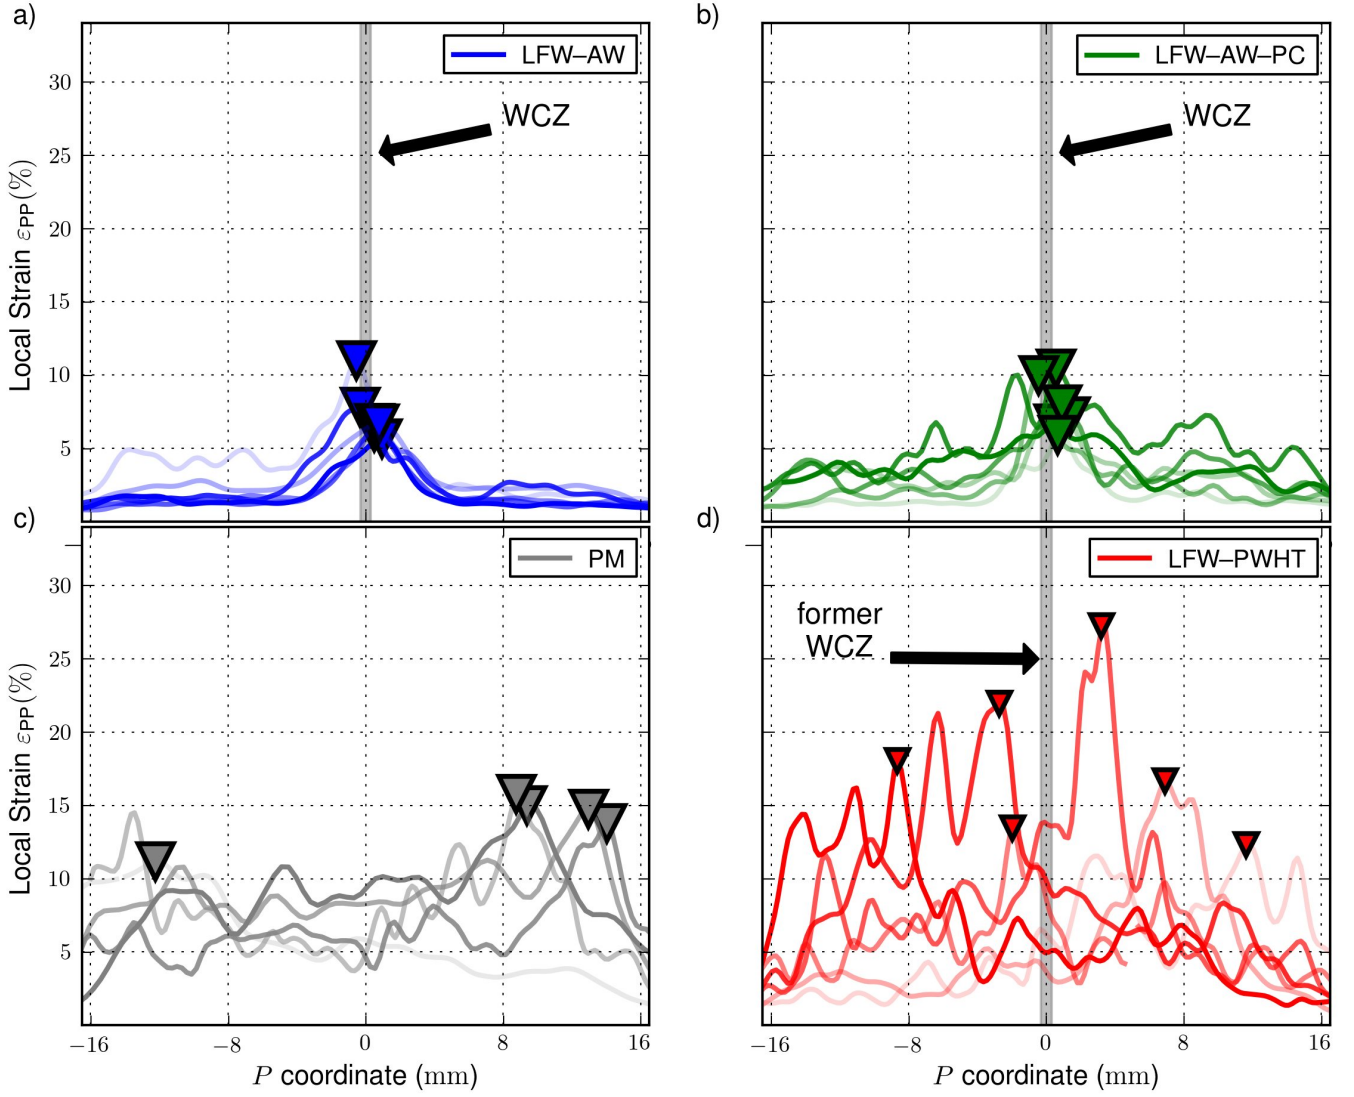 a)
LFW–AW
WCZ
30
25
20
15
10
5
Local Strain εPP(%)
b)
LFW–AW–PC
WCZ
c)
PM
30
25
20
15
10
5
Local Strain εPP(%)
−16
−8
0
8
16
P coordinate (mm)
d)
LFW–PWHT
former
WCZ
−16
−8
0
8
16
P coordinate (mm)